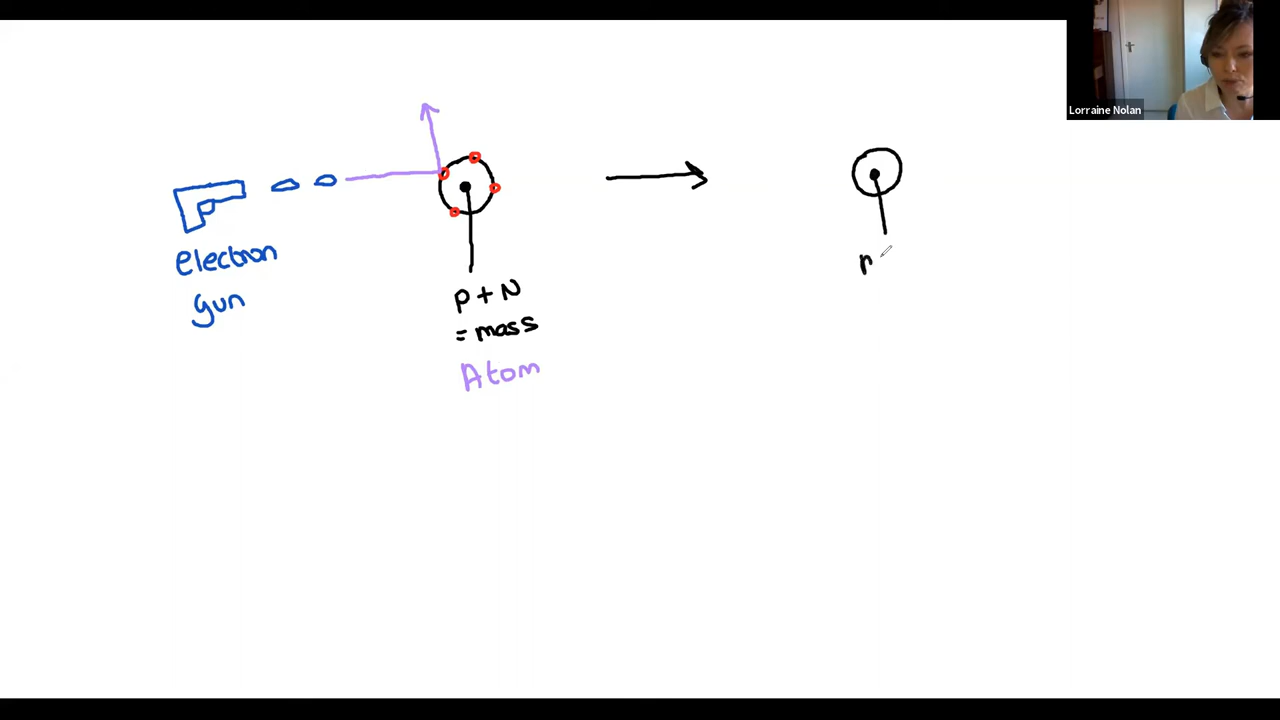 Lorraine Nolan
electron
gun
P + N
= mass
Atom